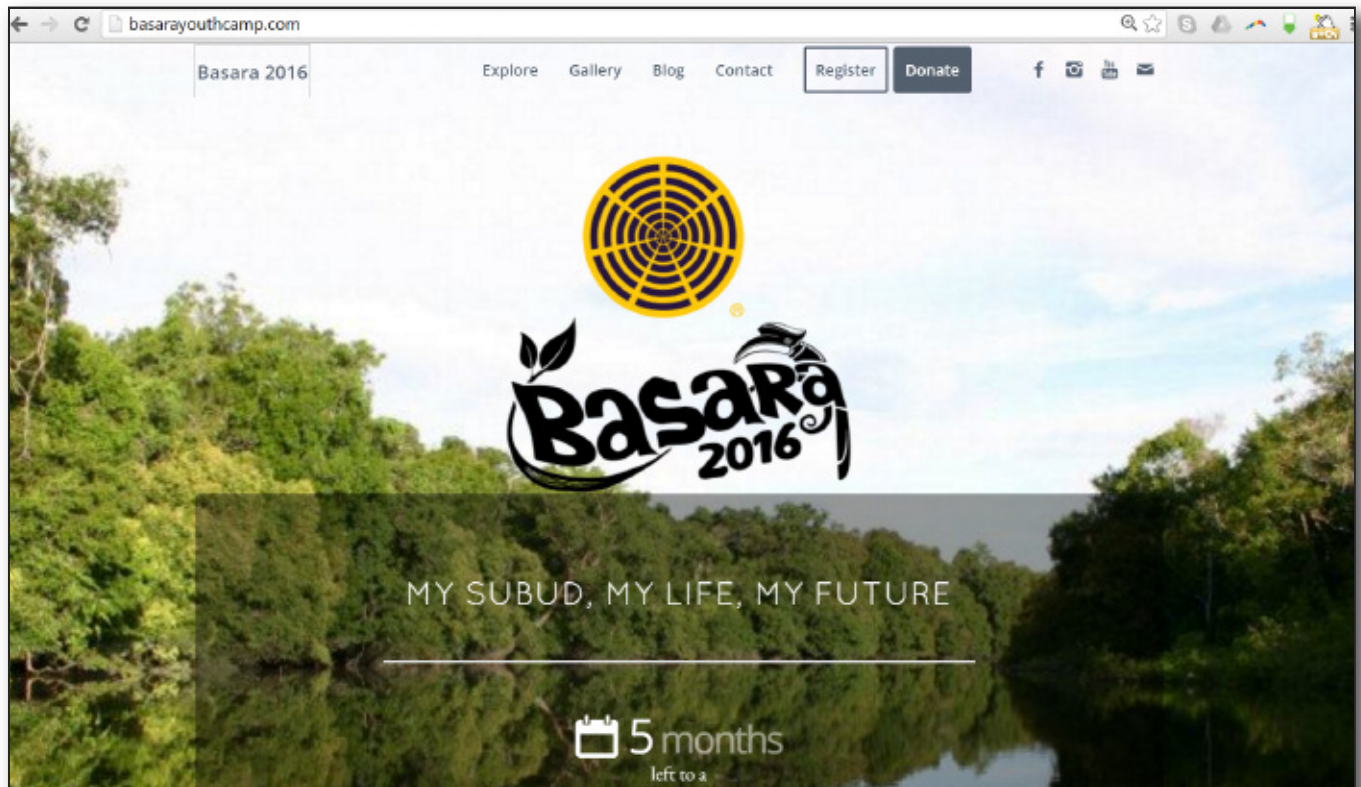 basarayouthcamp.com
Basara 2016 Explore Gallery Blog Contact Register Donate
®
Basara
2016
MY SUBUD, MY LIFE, MY FUTURE
5 months
left to a